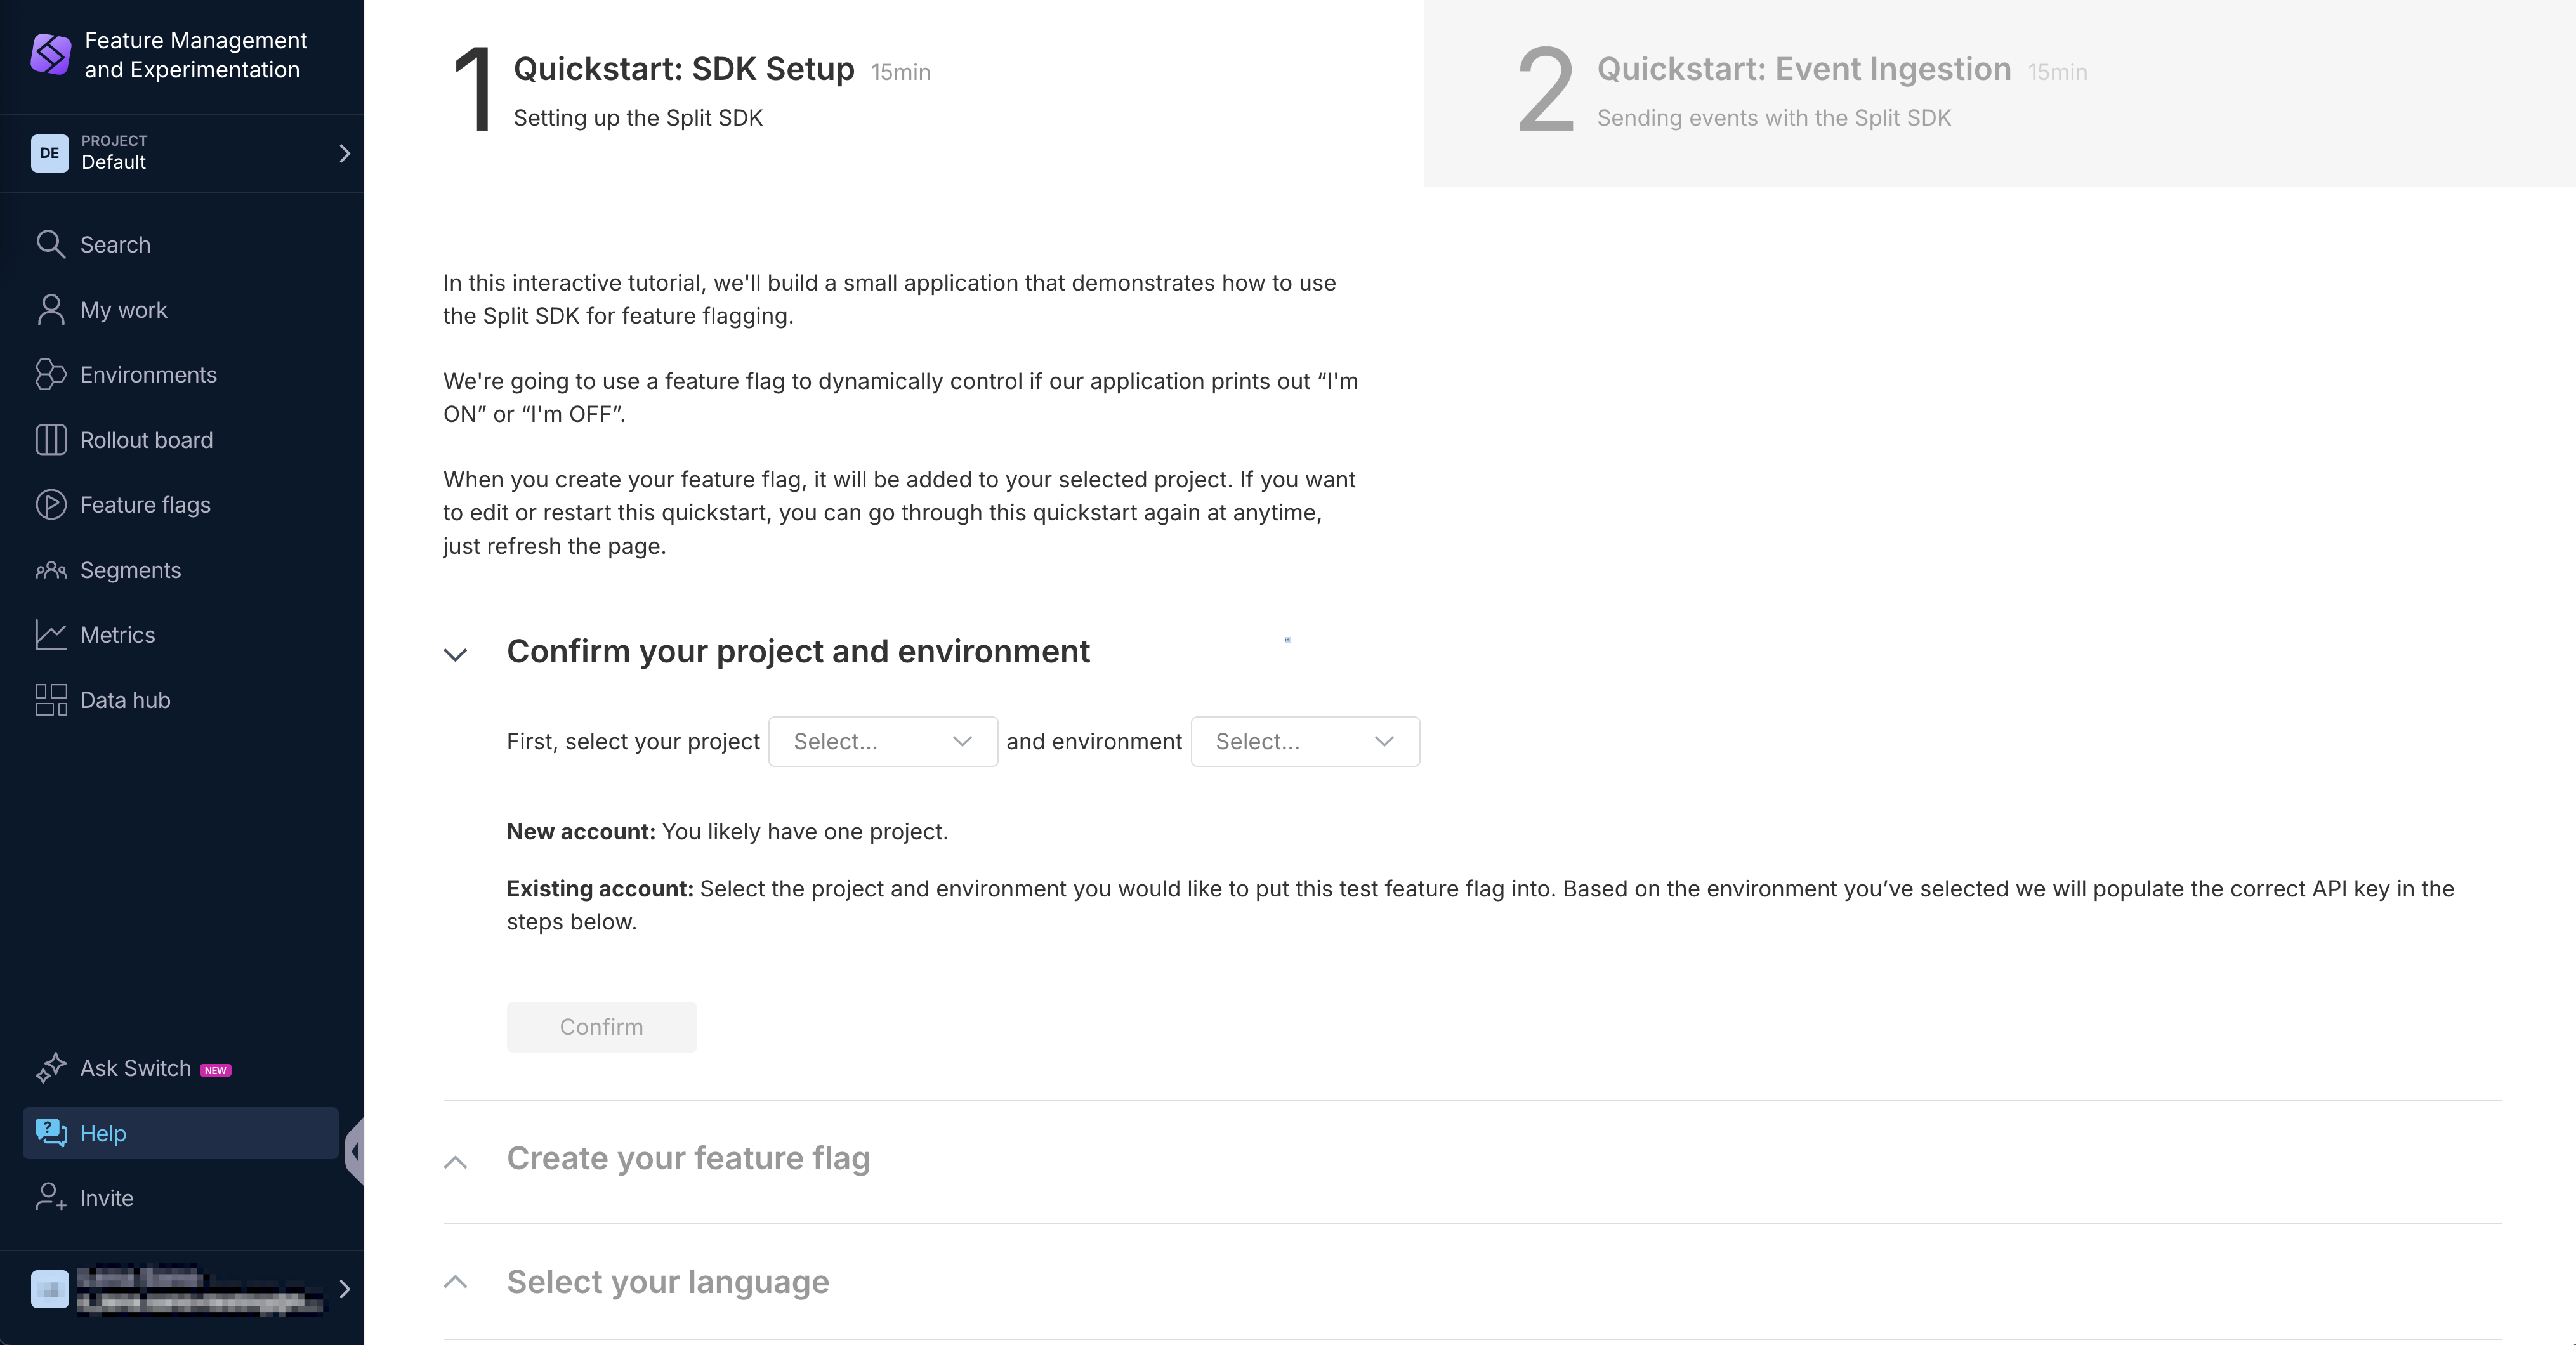 Feature Management
and Experimentation
DE
PROJECT
Default
Search
My work
Environments
Rollout board
Feature flags
Segments
Metrics
Data hub
Ask Switch NEW
Help
Invite
1
Quickstart: SDK Setup 15min
Setting up the Split SDK
2
Quickstart: Event Ingestion 15min
Sending events with the Split SDK
In this interactive tutorial, we'll build a small application that demonstrates how to use
the Split SDK for feature flagging.
We're going to use a feature flag to dynamically control if our application prints out “I'm
ON” or “I'm OFF”.
When you create your feature flag, it will be added to your selected project. If you want
to edit or restart this quickstart, you can go through this quickstart again at anytime,
just refresh the page.
Confirm your project and environment
First, select your project Select... and environment Select...
New account: You likely have one project.
Existing account: Select the project and environment you would like to put this test feature flag into. Based on the environment you’ve selected we will populate the correct API key in the
steps below.
Confirm
Create your feature flag
Select your language